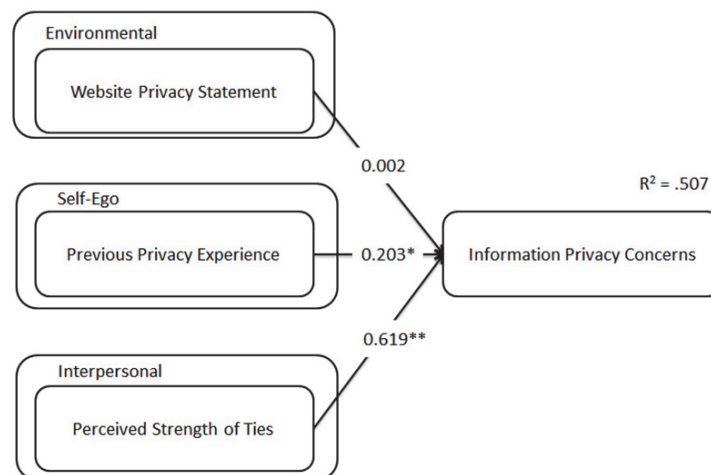 Environmental
Website Privacy Statement
0.002
R² = .507
Self-Ego
Previous Privacy Experience
0.203*
Information Privacy Concerns
0.619**
Interpersonal
Perceived Strength of Ties